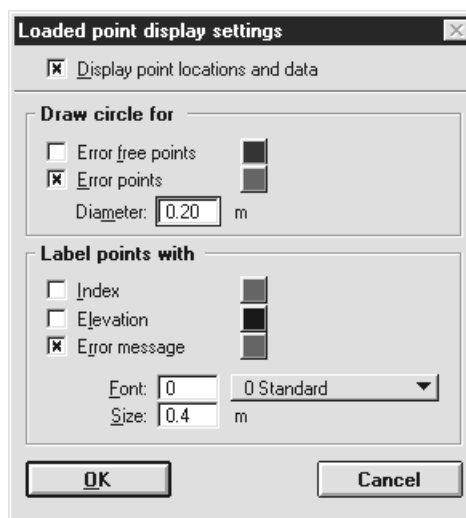 Loaded point display settings
Display point locations and data
Draw circle for
Error free points
Error points
Diameter: 0.20 m
Label points with
Index
Elevation
Error message
Font: 0 0 Standard
Size: 0.4 m
OK Cancel